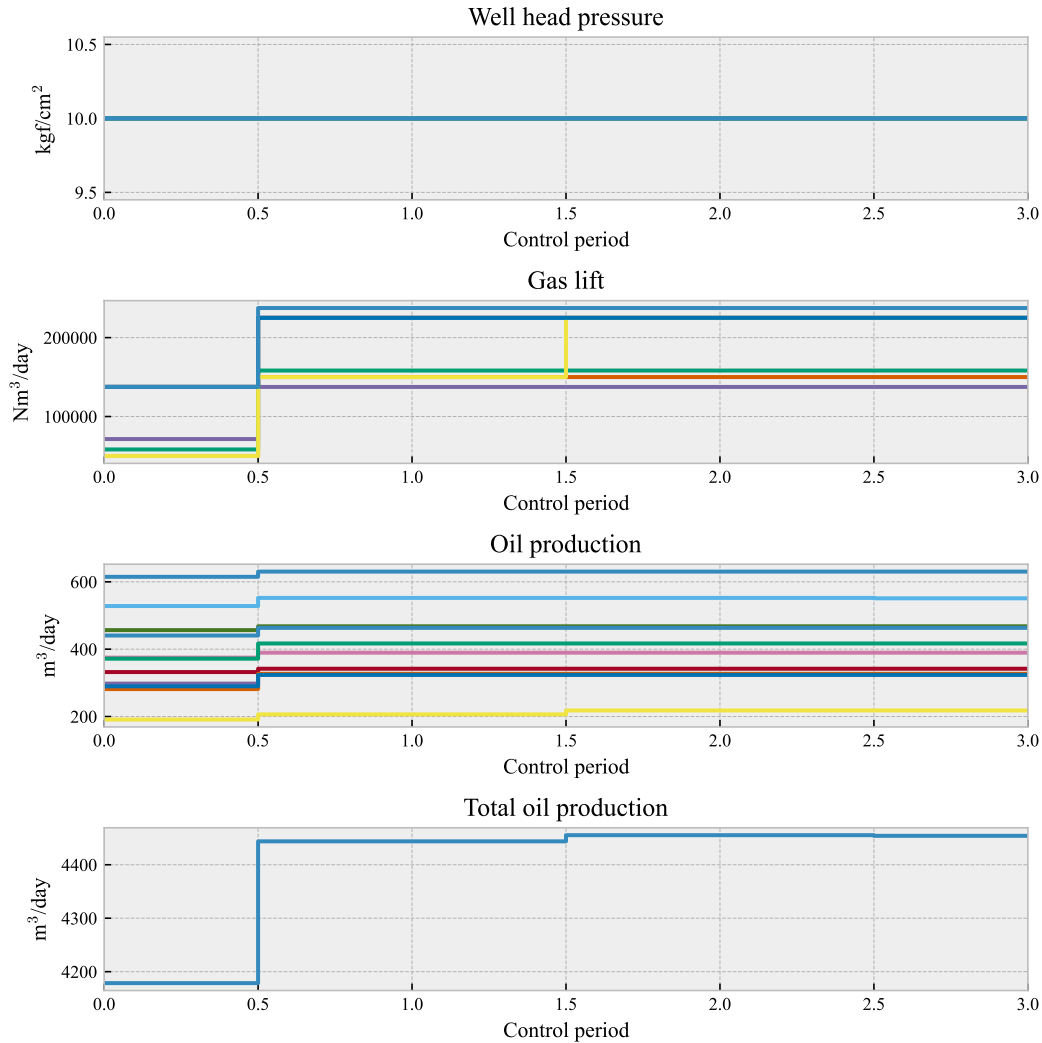 Well head pressure
kgf/cm²
10.5
10.0
9.5
0.0 0.5 1.0 1.5 2.0 2.5 3.0
Control period
Gas lift
Nm³/day
200000
100000
0.0 0.5 1.0 1.5 2.0 2.5 3.0
Control period
Oil production
m³/day
600
400
200
0.0 0.5 1.0 1.5 2.0 2.5 3.0
Control period
Total oil production
m³/day
4400
4300
4200
0.0 0.5 1.0 1.5 2.0 2.5 3.0
Control period